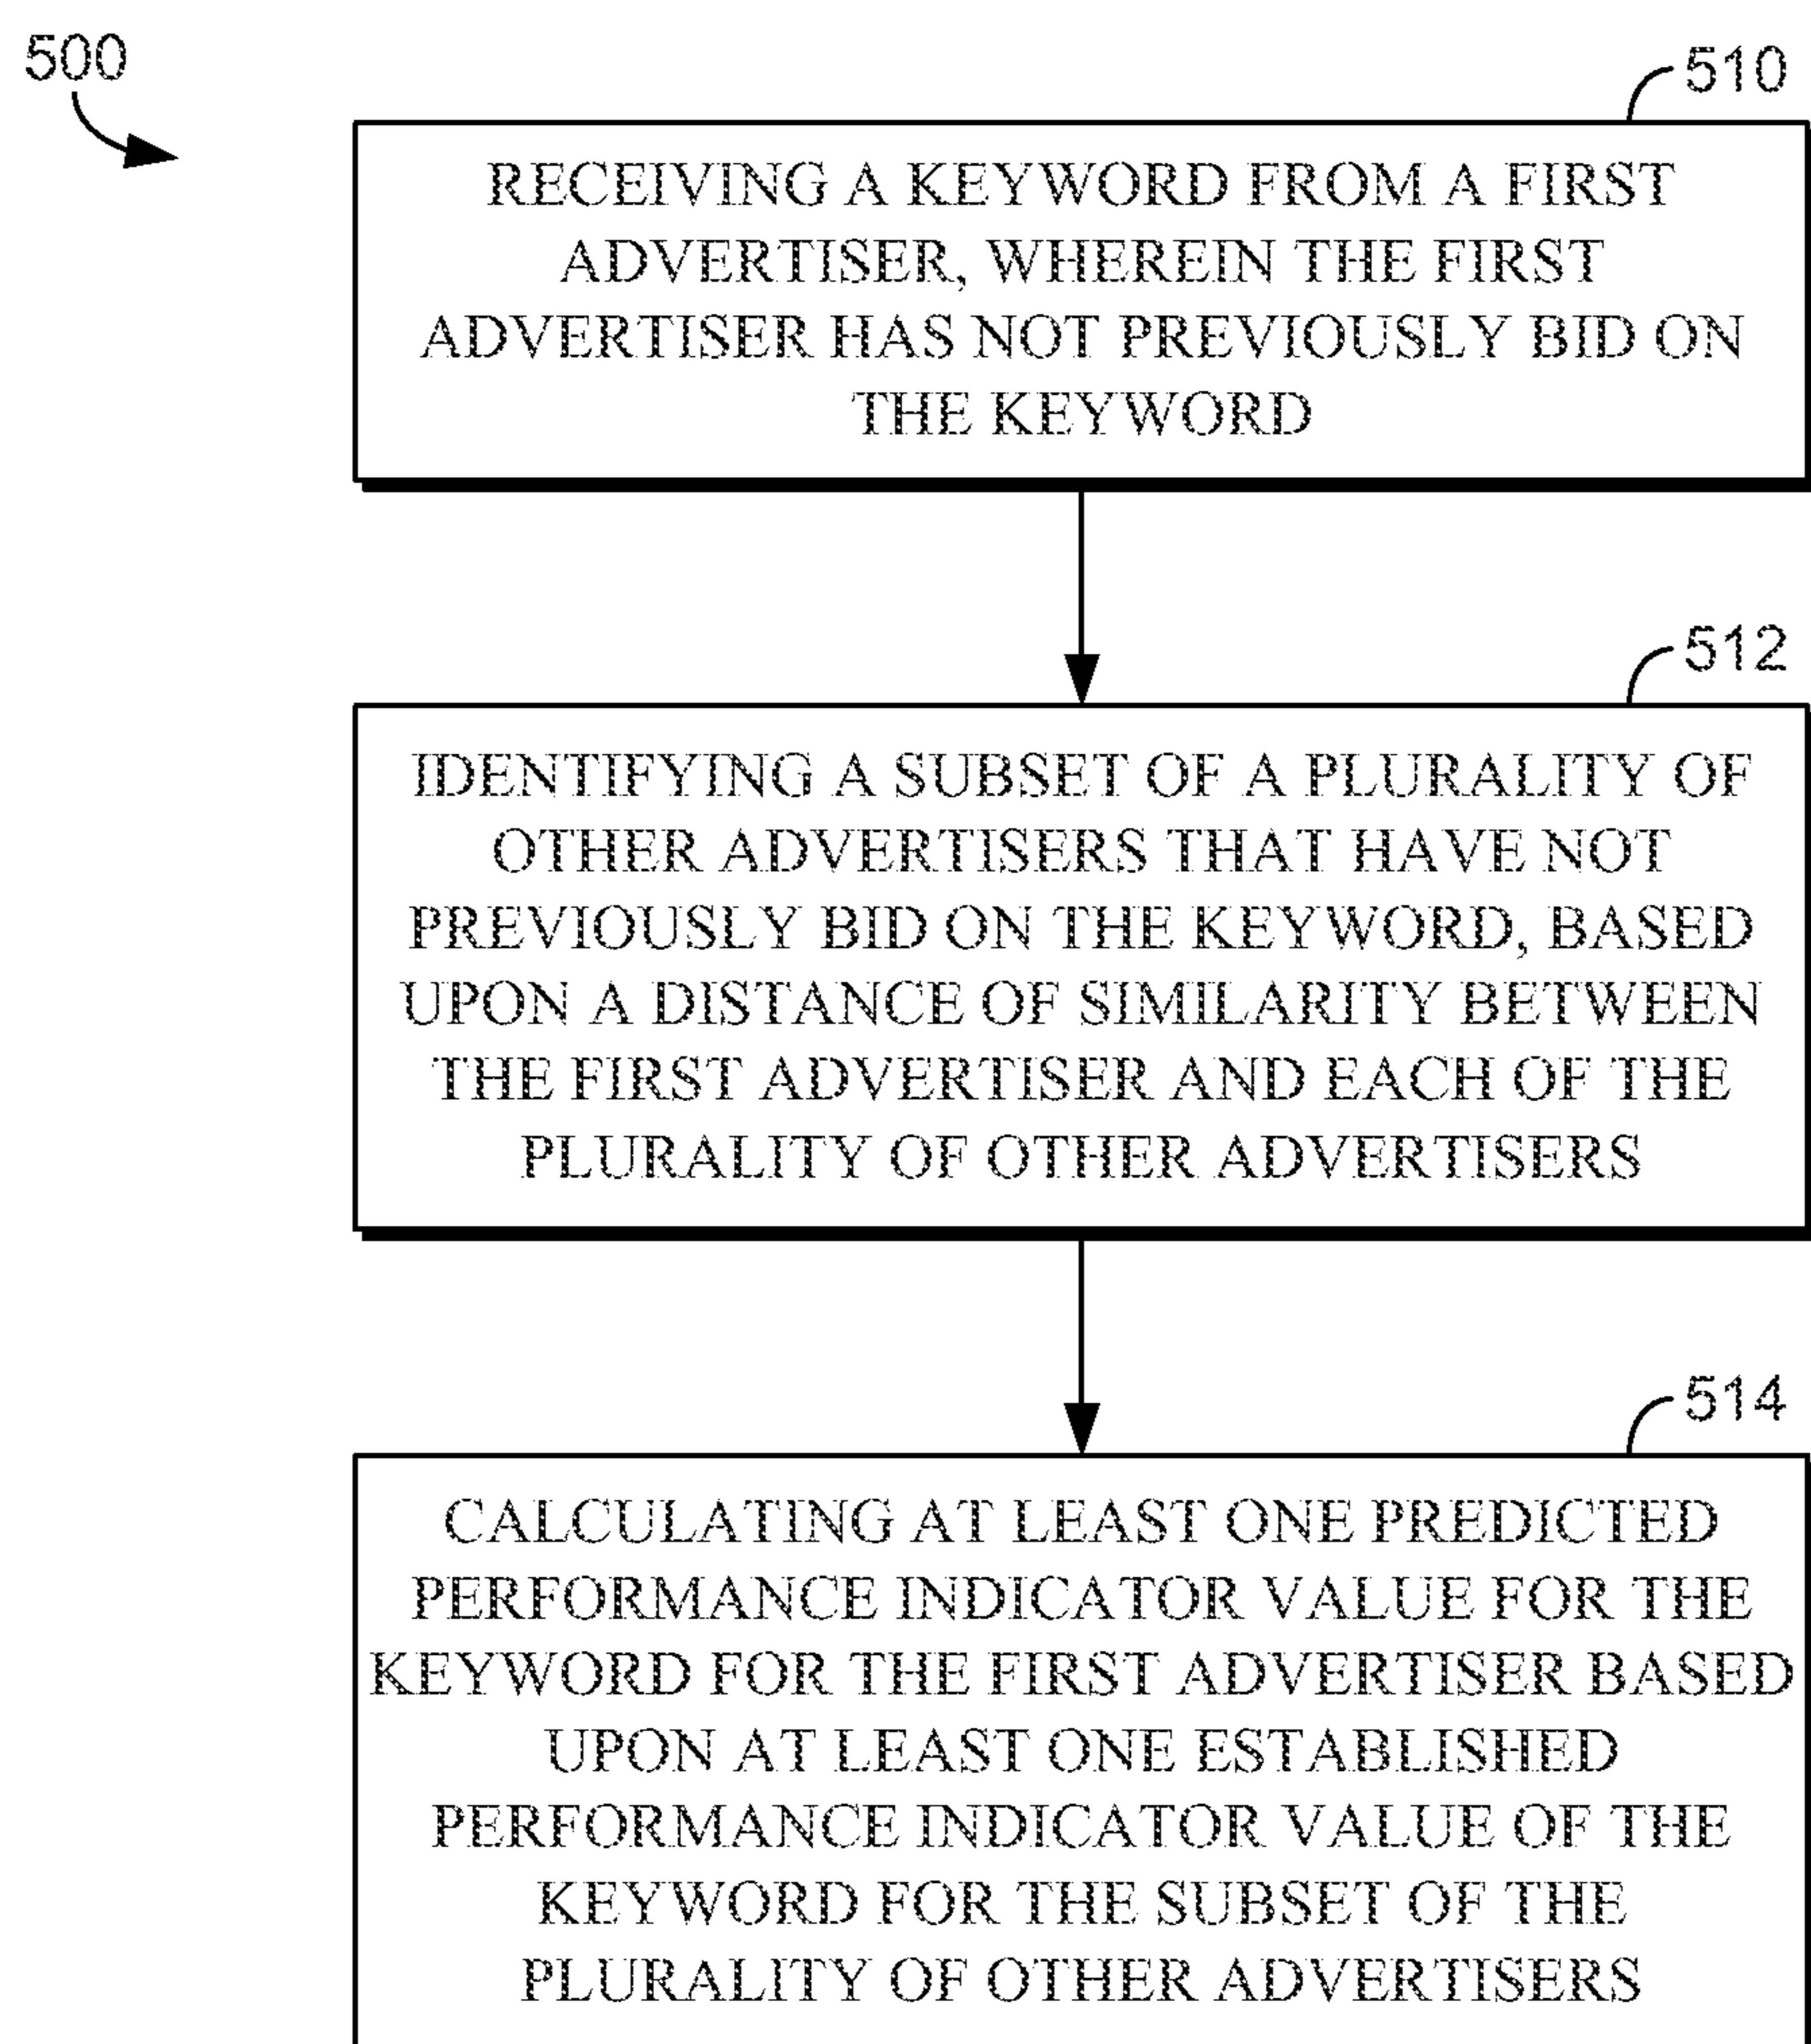 500
510
RECEIVING A KEYWORD FROM A FIRST
ADVERTISER, WHEREIN THE FIRST
ADVERTISER HAS NOT PREVIOUSLY BID ON
THE KEYWORD
512
IDENTIFYING A SUBSET OF A PLURALITY OF
OTHER ADVERTISERS THAT HAVE NOT
PREVIOUSLY BID ON THE KEYWORD, BASED
UPON A DISTANCE OF SIMILARITY BETWEEN
THE FIRST ADVERTISER AND EACH OF THE
PLURALITY OF OTHER ADVERTISERS
514
CALCULATING AT LEAST ONE PREDICTED
PERFORMANCE INDICATOR VALUE FOR THE
KEYWORD FOR THE FIRST ADVERTISER BASED
UPON AT LEAST ONE ESTABLISHED
PERFORMANCE INDICATOR VALUE OF THE
KEYWORD FOR THE SUBSET OF THE
PLURALITY OF OTHER ADVERTISERS